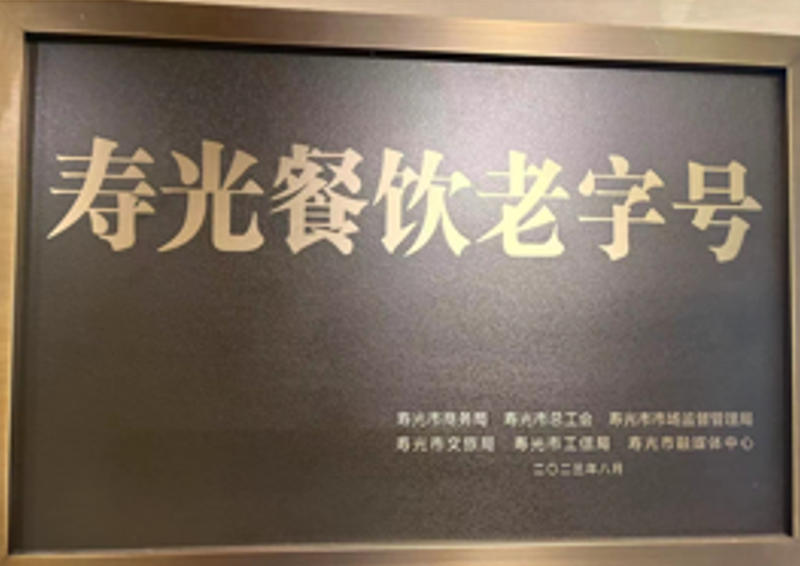 寿光餐饮老字号
寿光市商务局 寿光市总工会 寿光市市场监督管理局
寿光市文旅局 寿光市工信局 寿光市融媒体中心
二〇二三年八月